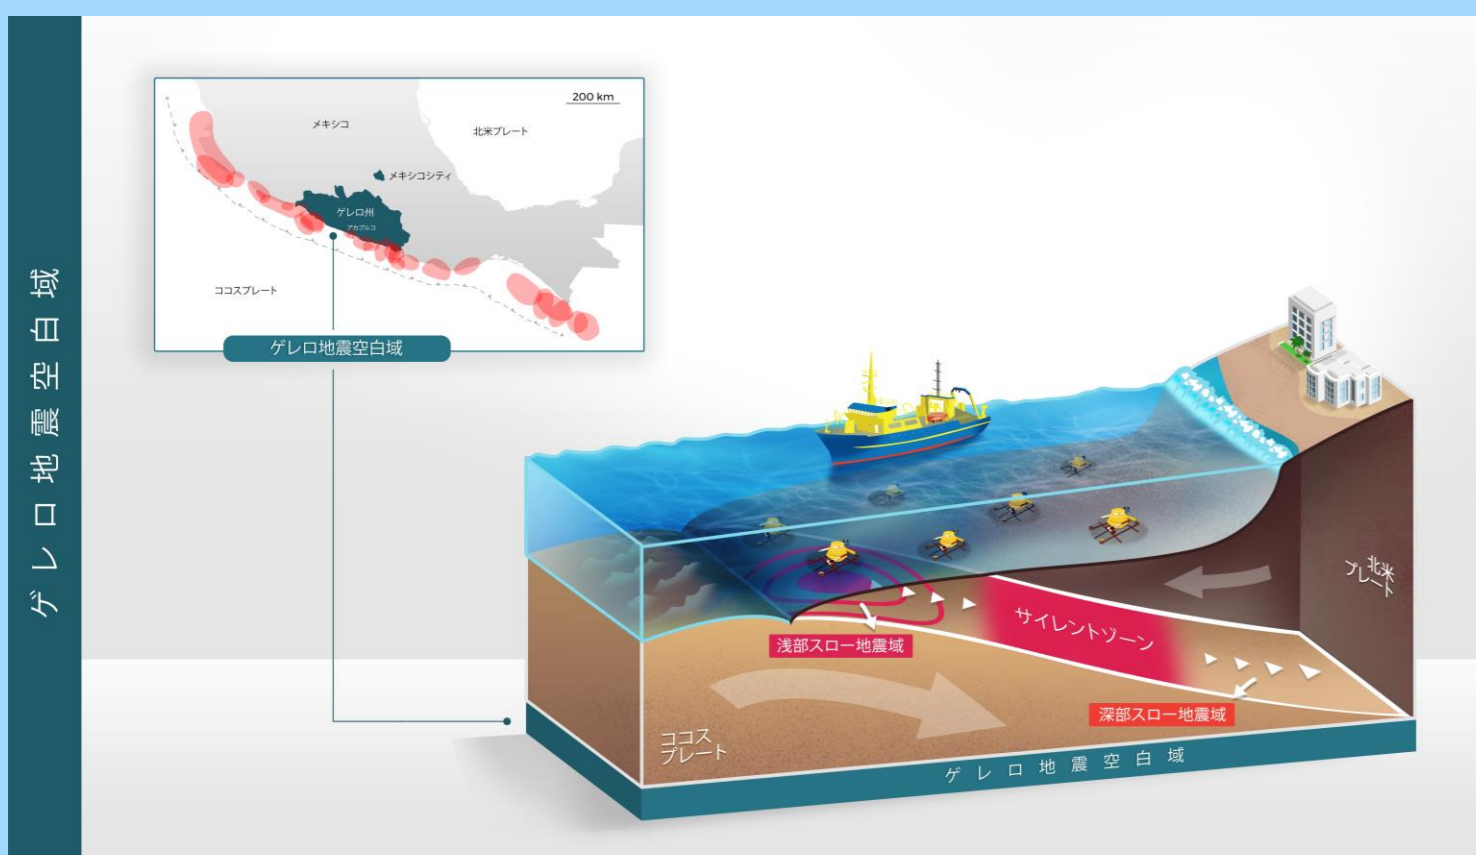 ゲレロ地震空白域
200 km
メキシコ
北米プレート
メキシコシティ
ゲレロ州
アカプルコ
ココスプレート
ゲレロ地震空白域
北米
プレート
サイレントゾーン
浅部スロー地震域
深部スロー地震域
ココス
プレート
ゲレロ地震空白域